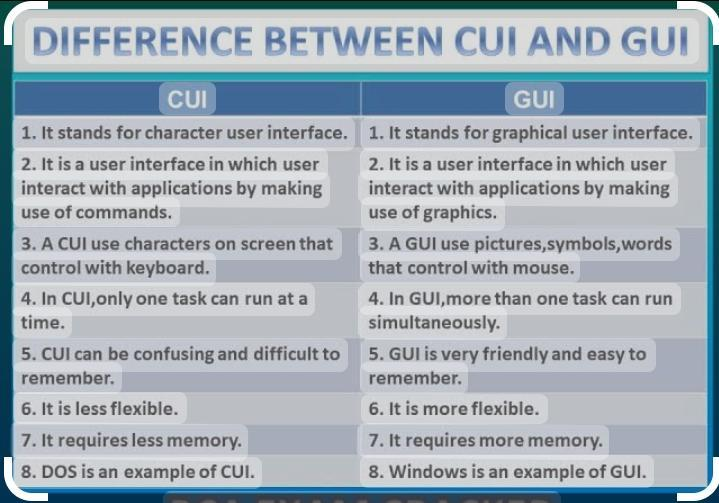 DIFFERENCE BETWEEN CUI AND GUI
CUI
GUI
1. It stands for character user interface.
1. It stands for graphical user interface.
2. It is a user interface in which user
interact with applications by making
use of commands.
2. It is a user interface in which user
interact with applications by making
use of graphics.
3. A CUI use characters on screen that
control with keyboard.
3. A GUI use pictures,symbols,words
that control with mouse.
4. In CUI,only one task can run at a
time.
4. In GUI,more than one task can run
simultaneously.
5. CUI can be confusing and difficult to
remember.
5. GUI is very friendly and easy to
remember.
6. It is less flexible.
6. It is more flexible.
7. It requires less memory.
7. It requires more memory.
8. DOS is an example of CUI.
8. Windows is an example of GUI.